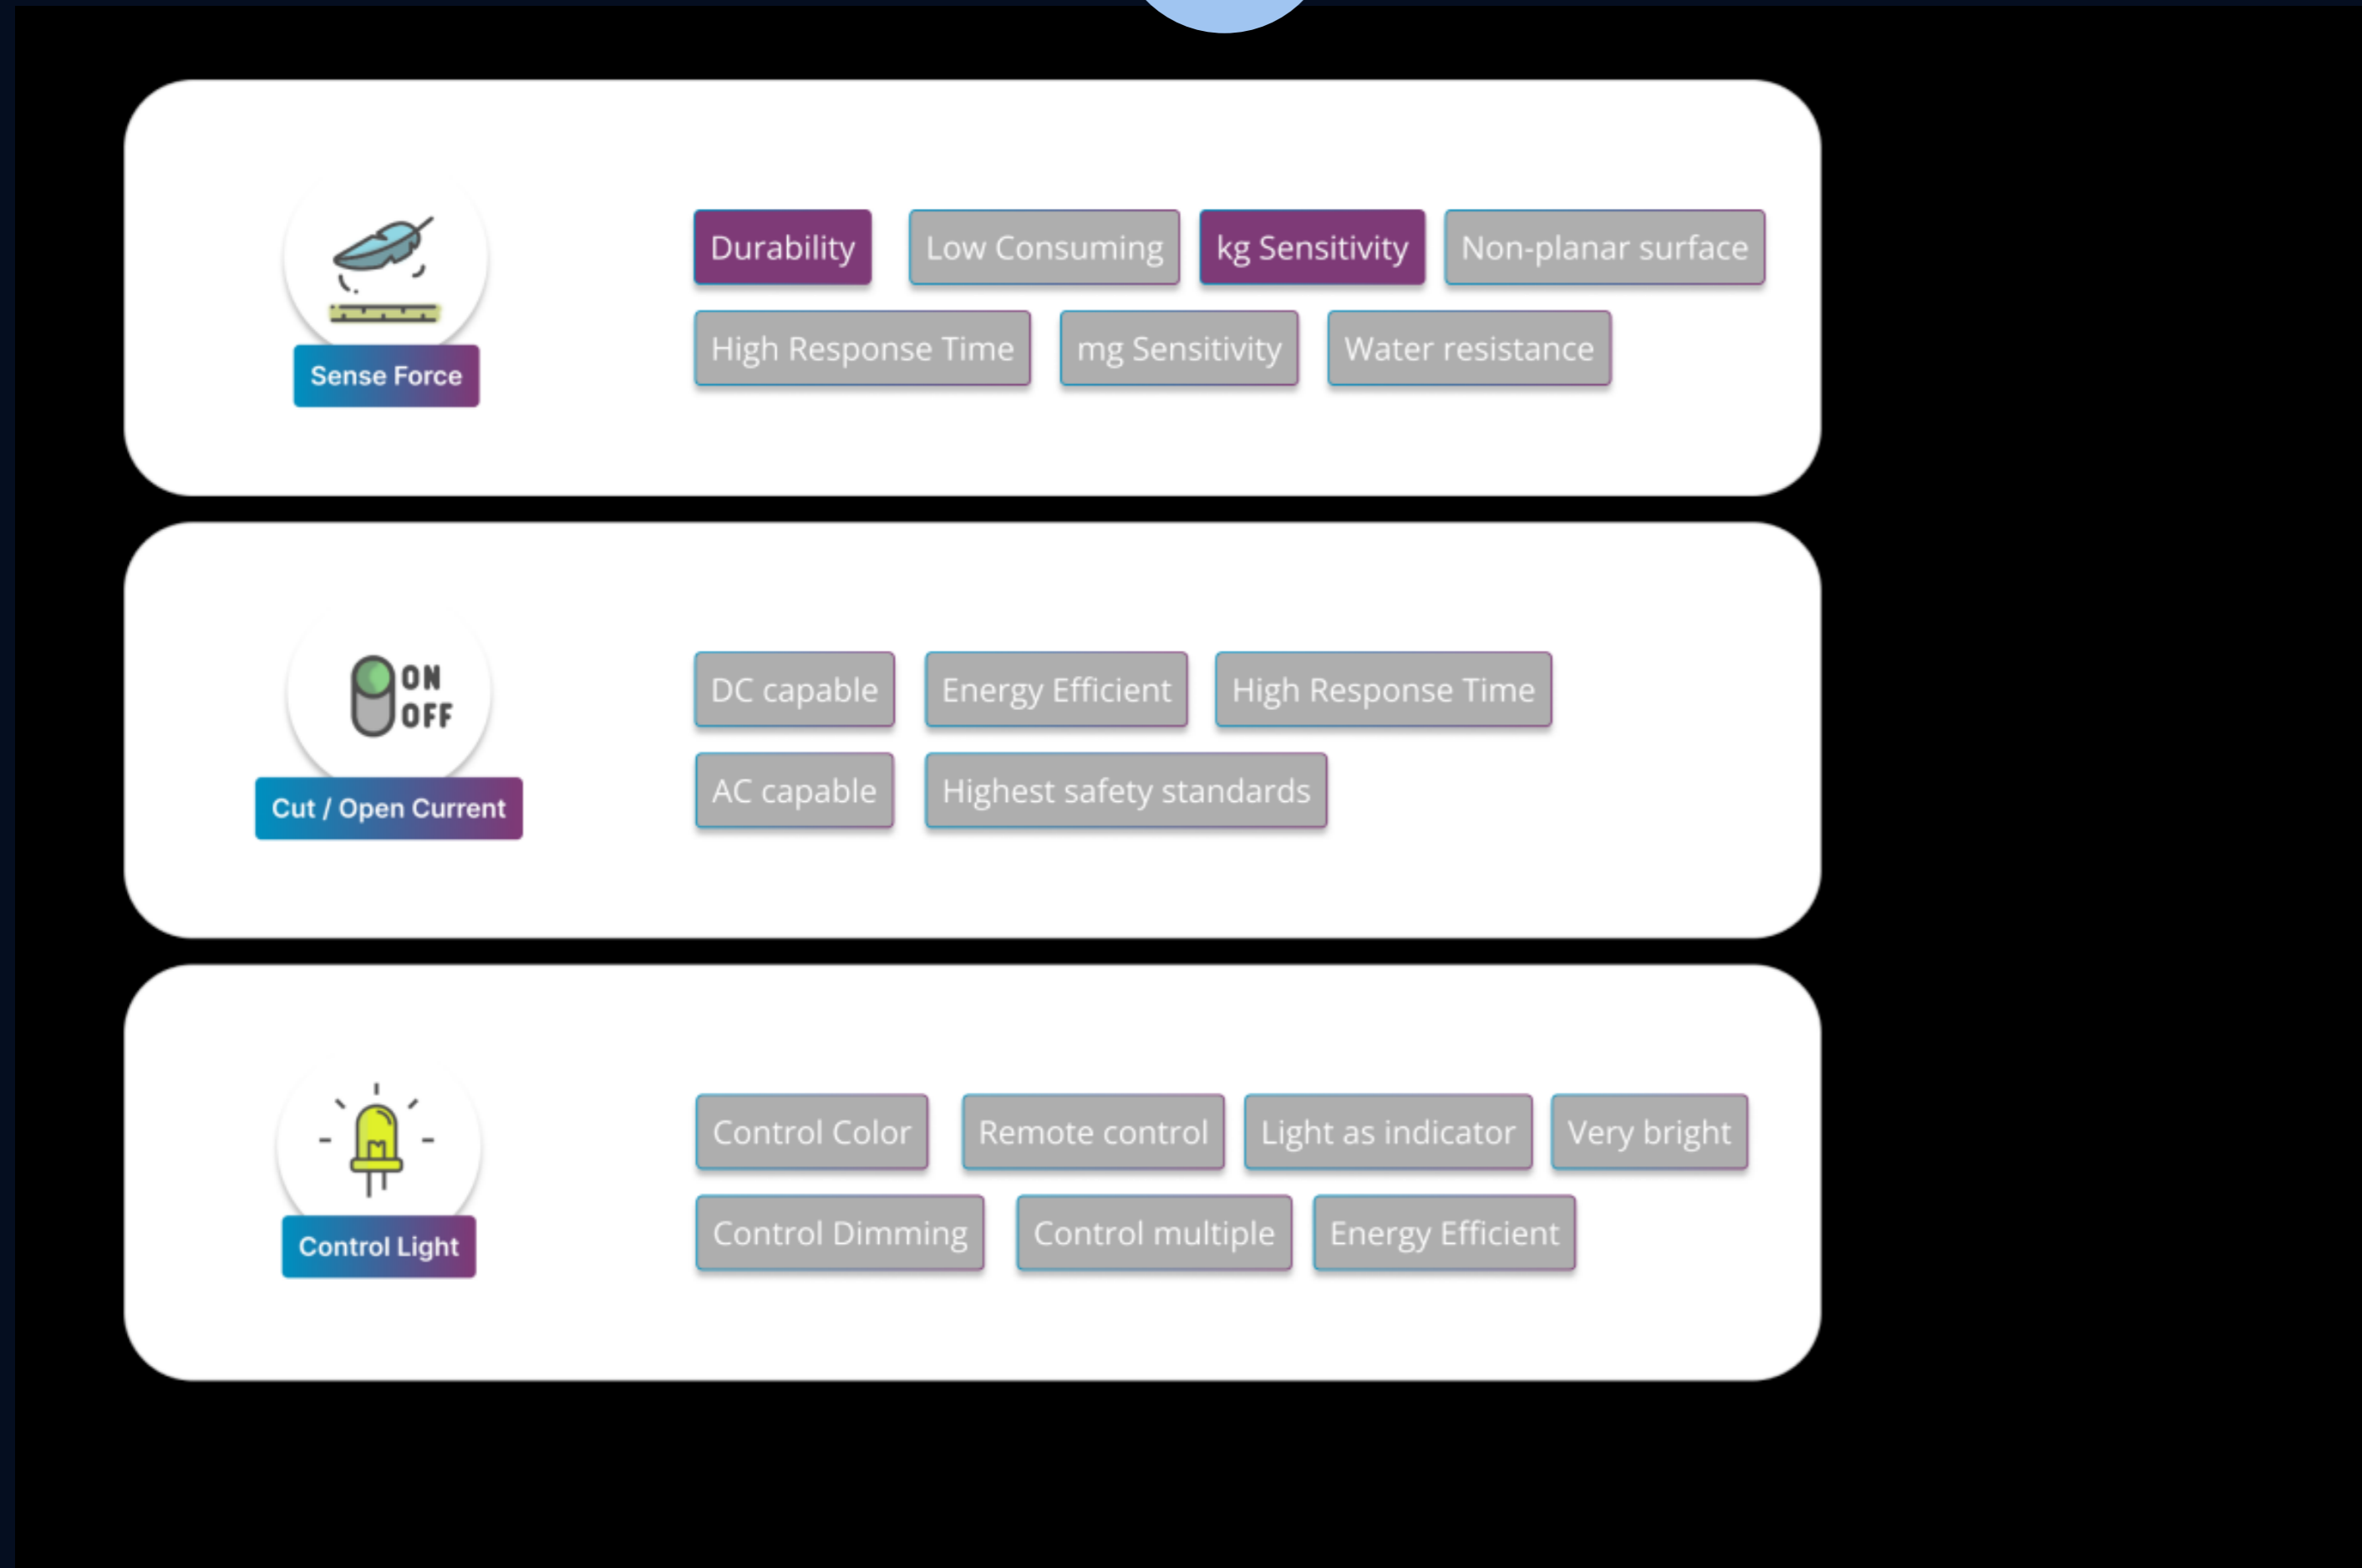 Durability Low Consuming kg Sensitivity Non-planar surface
High Response Time mg Sensitivity Water resistance
Sense Force
DC capable Energy Efficient High Response Time
ON
OFF
AC capable Highest safety standards
Cut / Open Current
Control Color Remote control Light as indicator Very bright
Control Dimming Control multiple Energy Efficient
Control Light